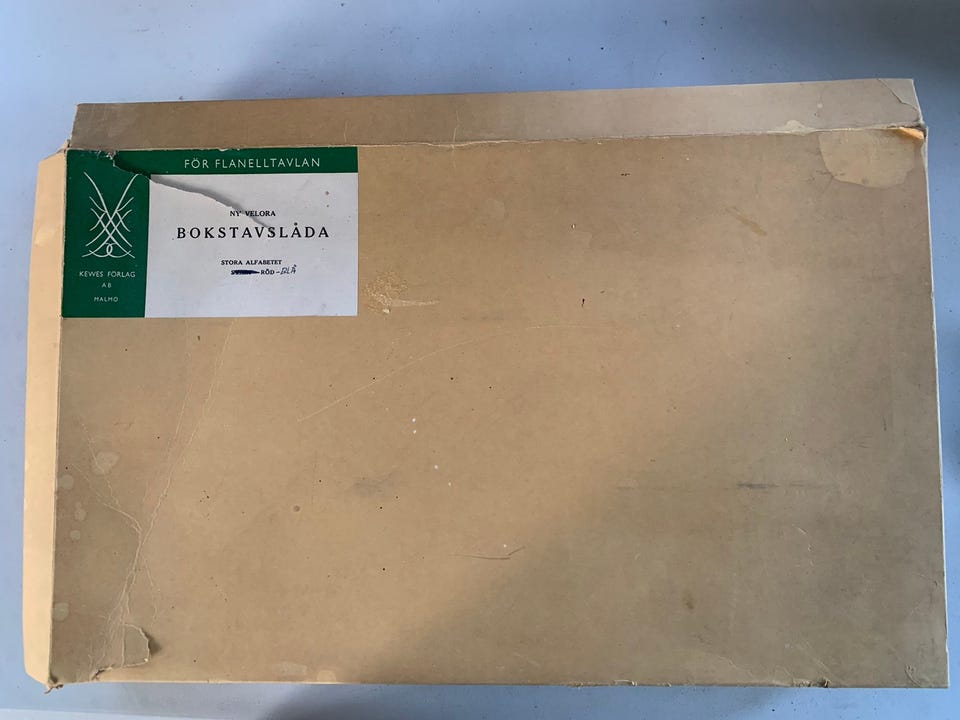 FÖR FLANELLTAVLAN
NY VELORA
BOKSTAVSLÅDA
STORA ALFABETET
RÖD - BLÅ
KEWES FÖRLAG
AB
MALMÖ